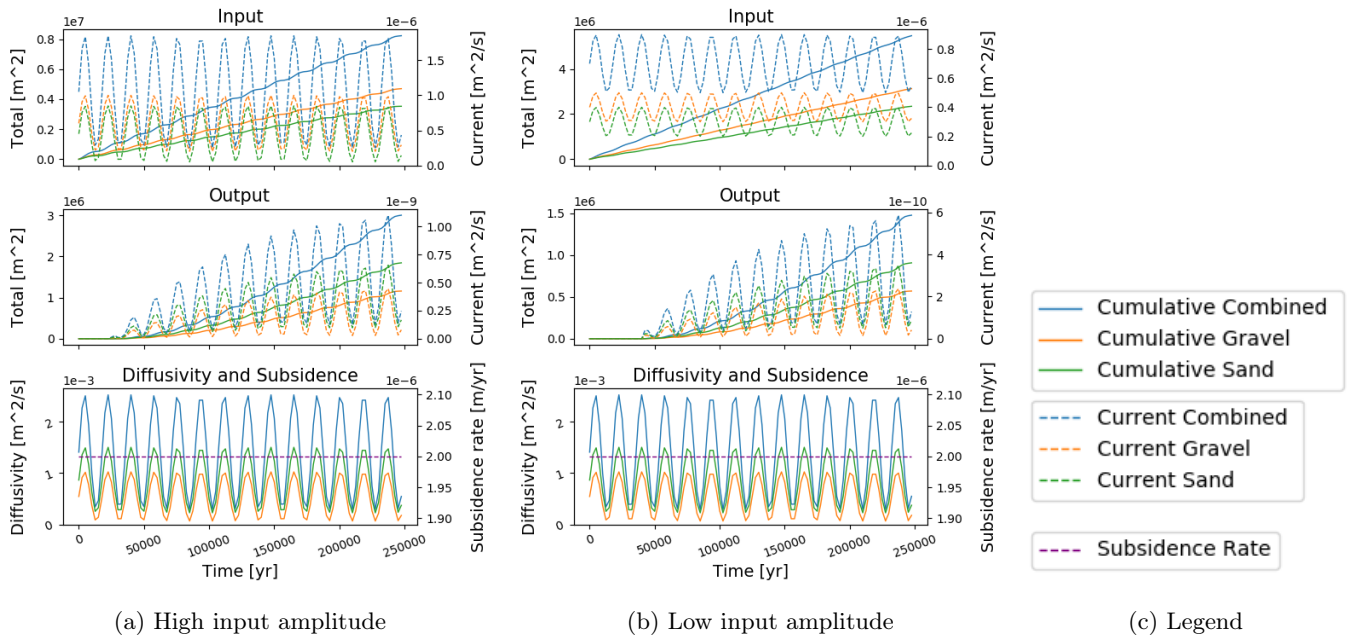 Input
1e7
1e-6
Total [m^2]
0.8
0.6
0.4
0.2
0.0
1.5
1.0
0.5
0.0
Current [m^2/s]
Output
1e6
1e-9
Total [m^2]
3
2
1
0
1.00
0.75
0.50
0.25
0.00
Current [m^2/s]
Diffusivity and Subsidence
1e-3
1e-6
Diffusivity [m^2/s]
2
1
0
2.10
2.05
2.00
1.95
1.90
Subsidence rate [m/yr]
0
50000
100000
150000
200000
250000
Time [yr]
(a) High input amplitude
Input
1e6
1e-6
Total [m^2]
4
2
0
0.8
0.6
0.4
0.2
0.0
Current [m^2/s]
Output
1e6
1e-10
Total [m^2]
1.5
1.0
0.5
0.0
6
4
2
0
Current [m^2/s]
Diffusivity and Subsidence
1e-3
1e-6
Diffusivity [m^2/s]
2
1
0
2.10
2.05
2.00
1.95
1.90
Subsidence rate [m/yr]
0
50000
100000
150000
200000
250000
Time [yr]
(b) Low input amplitude
Cumulative Combined
Cumulative Gravel
Cumulative Sand
Current Combined
Current Gravel
Current Sand
Subsidence Rate
(c) Legend